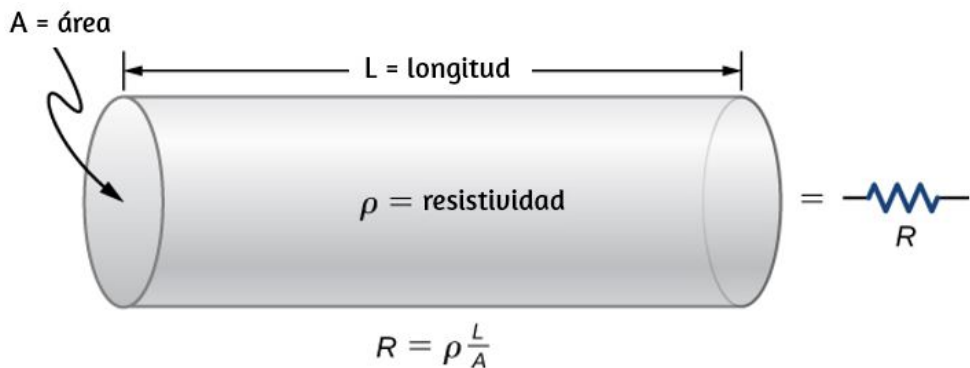 A = área
L = longitud
ρ = resistividad
=
R
R = ρ L/A